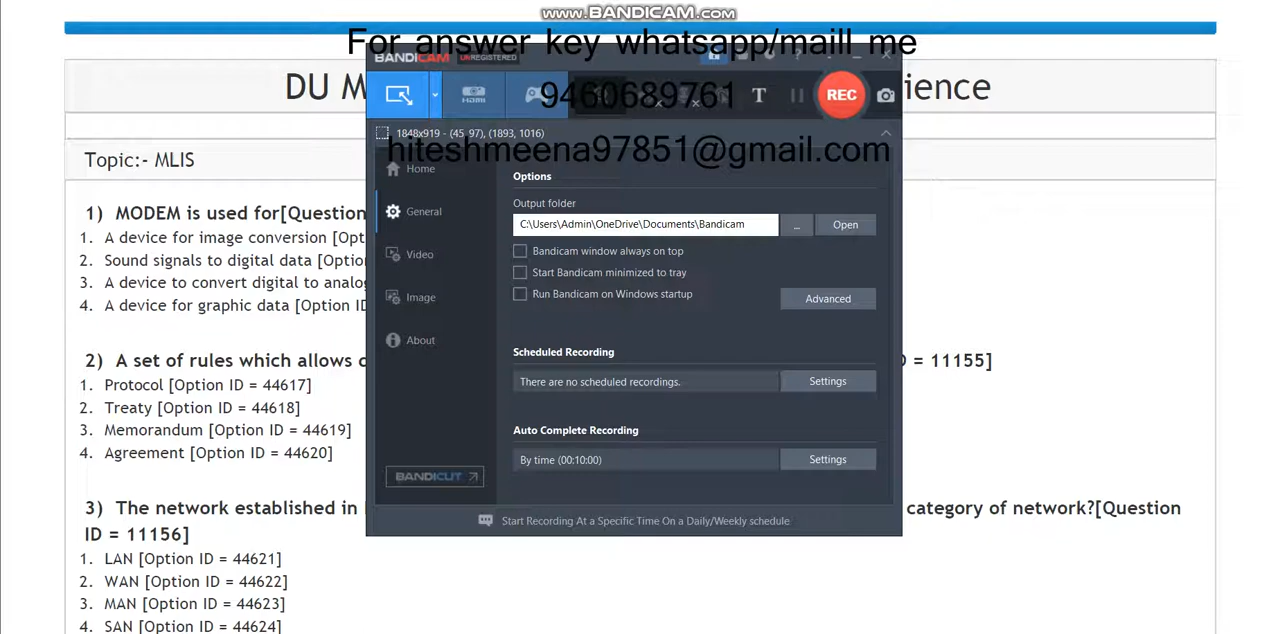 www.BANDICAM.com
For answer key whatsapp/maill me
BANDICAM UNREGISTERED
DU M
ience
HDMI
9460689761
T
REC
1848x919 - (45, 97), (1893, 1016)
hiteshmeena97851@gmail.com
Topic:- MLIS
Home
General
Video
Image
About
BANDICUT
Options
Output folder
C:\Users\Admin\OneDrive\Documents\Bandicam
...
Open
Bandicam window always on top
Start Bandicam minimized to tray
Run Bandicam on Windows startup
Advanced
Scheduled Recording
There are no scheduled recordings.
Settings
Auto Complete Recording
By time (00:10:00)
Settings
Start Recording At a Specific Time On a Daily/Weekly schedule
1) MODEM is used for[Question
1. A device for image conversion [Opt
2. Sound signals to digital data [Optio
3. A device to convert digital to analog
4. A device for graphic data [Option ID
2) A set of rules which allows c
D = 11155]
1. Protocol [Option ID = 44617]
2. Treaty [Option ID = 44618]
3. Memorandum [Option ID = 44619]
4. Agreement [Option ID = 44620]
3) The network established in
category of network?[Question
ID = 11156]
1. LAN [Option ID = 44621]
2. WAN [Option ID = 44622]
3. MAN [Option ID = 44623]
4. SAN [Option ID = 44624]